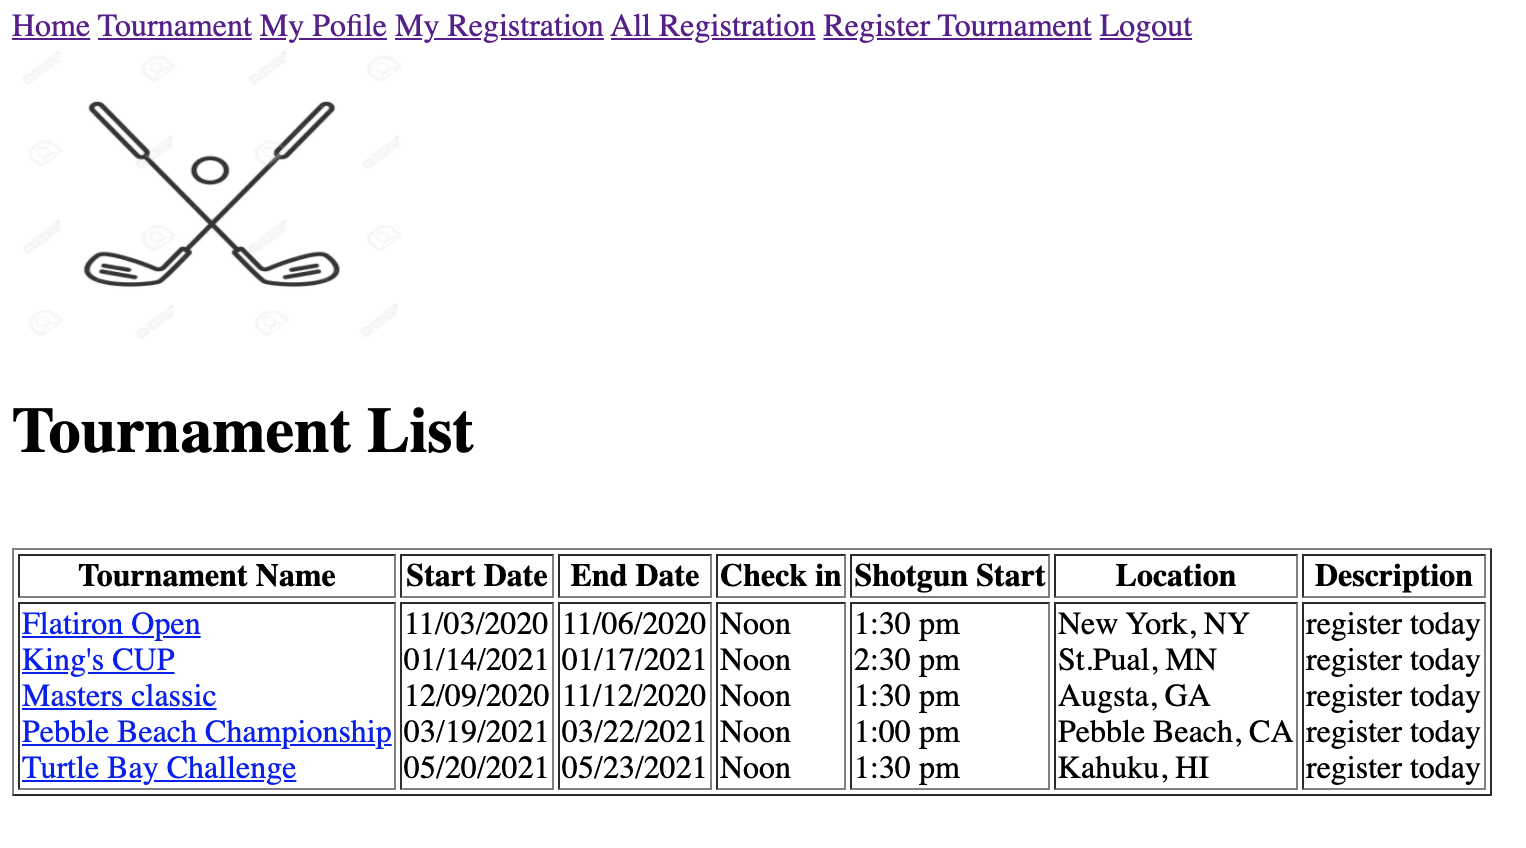 Home Tournament My Pofile My Registration All Registration Register Tournament Logout
Tournament List
Tournament Name Start Date End Date Check in Shotgun Start Location Description
Flatiron Open 11/03/2020 11/06/2020 Noon 1:30 pm New York, NY register today
King's CUP 01/14/2021 01/17/2021 Noon 2:30 pm St.Pual, MN register today
Masters classic 12/09/2020 11/12/2020 Noon 1:30 pm Augsta, GA register today
Pebble Beach Championship 03/19/2021 03/22/2021 Noon 1:00 pm Pebble Beach, CA register today
Turtle Bay Challenge 05/20/2021 05/23/2021 Noon 1:30 pm Kahuku, HI register today